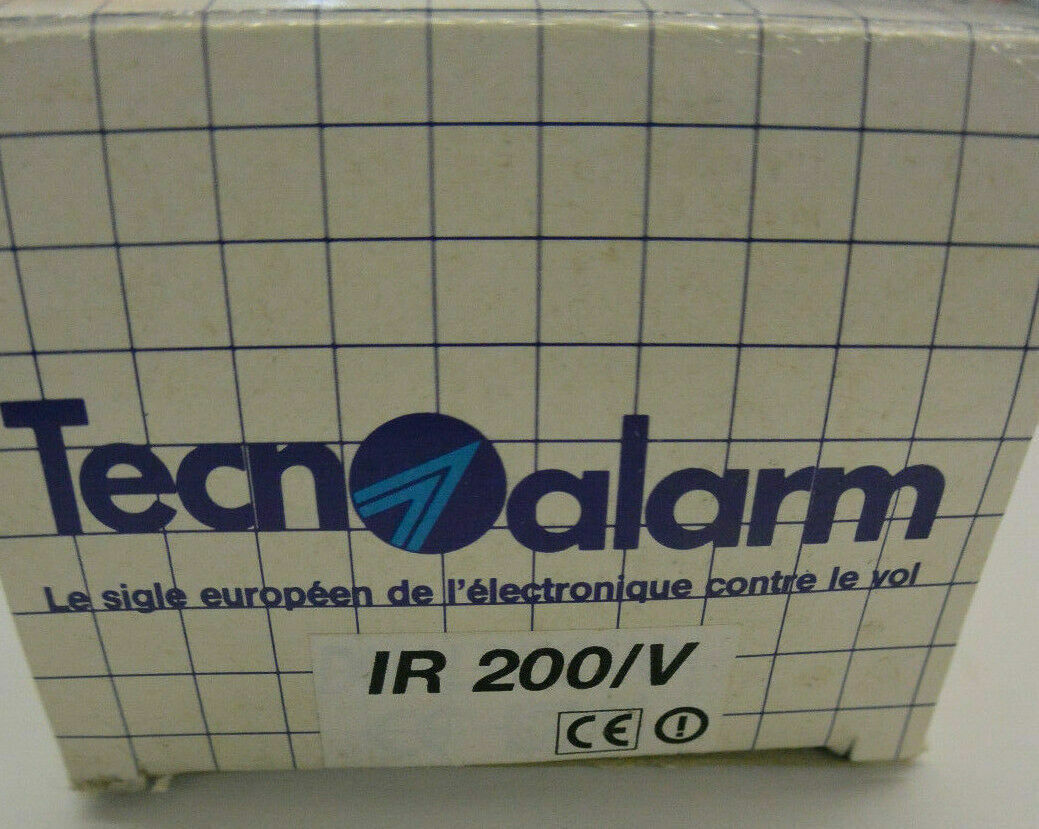 Tecnoalarm
Le sigle européen de l'électronique contre le vol
IR 200/V
CE